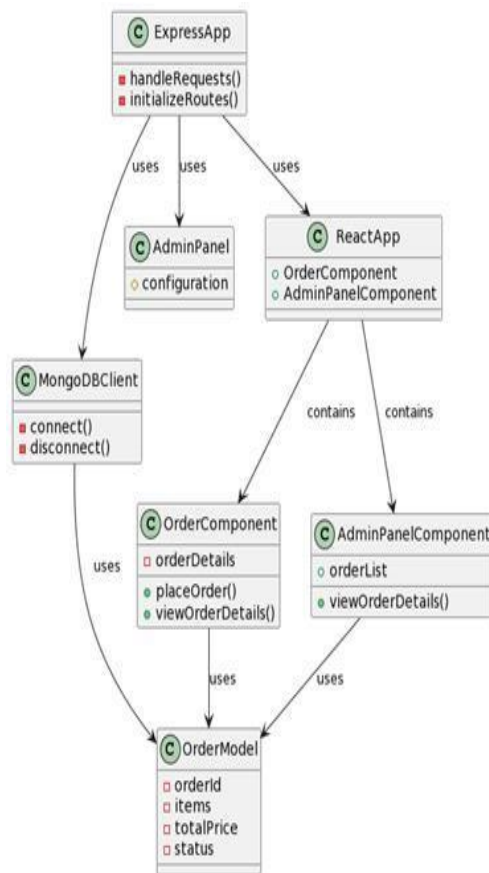 C ExpressApp
handleRequests()
initializeRoutes()
uses
uses
uses
C AdminPanel
configuration
C ReactApp
OrderComponent
AdminPanelComponent
C MongoDBClient
connect()
disconnect()
contains
contains
C OrderComponent
orderDetails
placeOrder()
viewOrderDetails()
C AdminPanelComponent
orderList
viewOrderDetails()
uses
uses
uses
C OrderModel
orderId
items
totalPrice
status